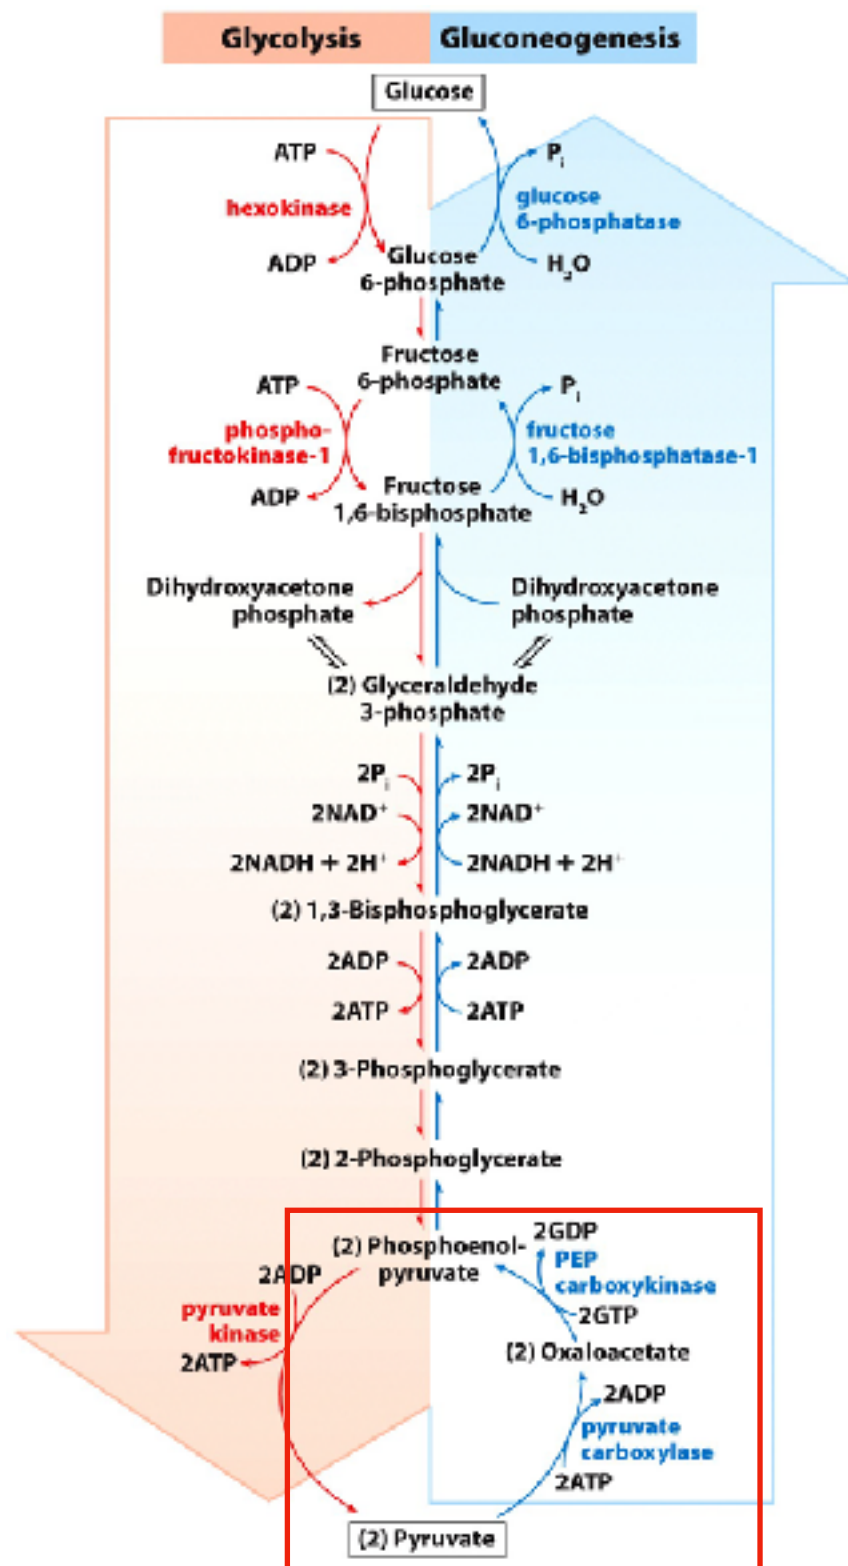 Glycolysis Gluconeogenesis
Glucose
ATP
hexokinase
ADP
P_i
glucose
6-phosphatase
H₂O
Glucose
6-phosphate
Fructose
6-phosphate
ATP
phospho-
fructokinase-1
ADP
P_i
fructose
1,6-bisphosphatase-1
H₂O
Fructose
1,6-bisphosphate
Dihydroxyacetone
phosphate
Dihydroxyacetone
phosphate
(2) Glyceraldehyde
3-phosphate
2P_i
2NAD⁺
2NADH + 2H⁺
2P_i
2NAD⁺
2NADH + 2H⁺
(2) 1,3-Bisphosphoglycerate
2ADP
2ATP
2ADP
2ATP
(2) 3-Phosphoglycerate
(2) 2-Phosphoglycerate
(2) Phosphoenol-
pyruvate
2ADP
pyruvate
kinase
2ATP
2GDP
PEP
carboxykinase
2GTP
(2) Oxaloacetate
2ADP
pyruvate
carboxylase
2ATP
(2) Pyruvate